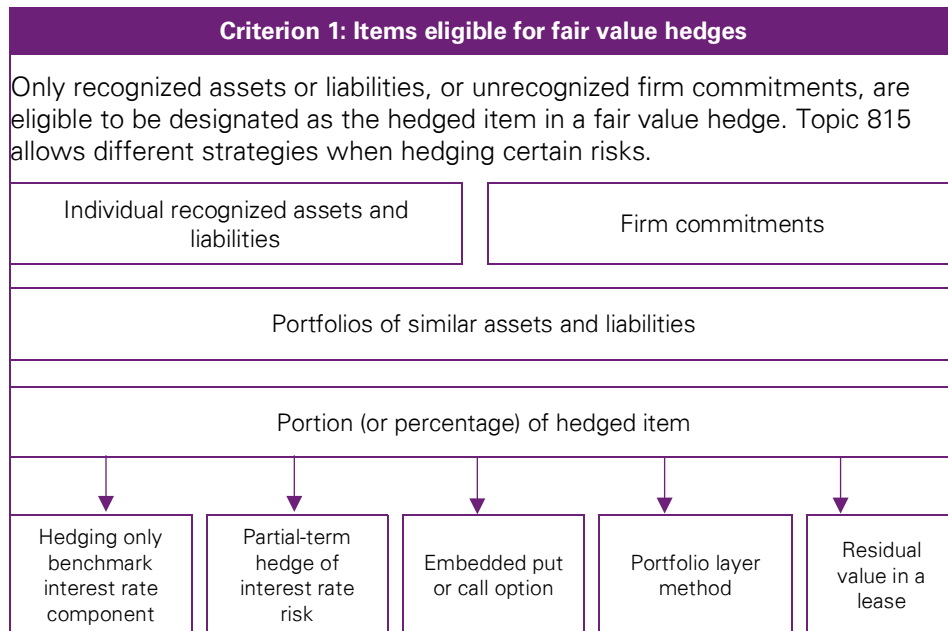 Criterion 1: Items eligible for fair value hedges
Only recognized assets or liabilities, or unrecognized firm commitments, are
eligible to be designated as the hedged item in a fair value hedge. Topic 815
allows different strategies when hedging certain risks.
Individual recognized assets and
liabilities
Firm commitments
Portfolios of similar assets and liabilities
Portion (or percentage) of hedged item
Hedging only
benchmark
interest rate
component
Partial-term
hedge of
interest rate
risk
Embedded put
or call option
Portfolio layer
method
Residual
value in a
lease